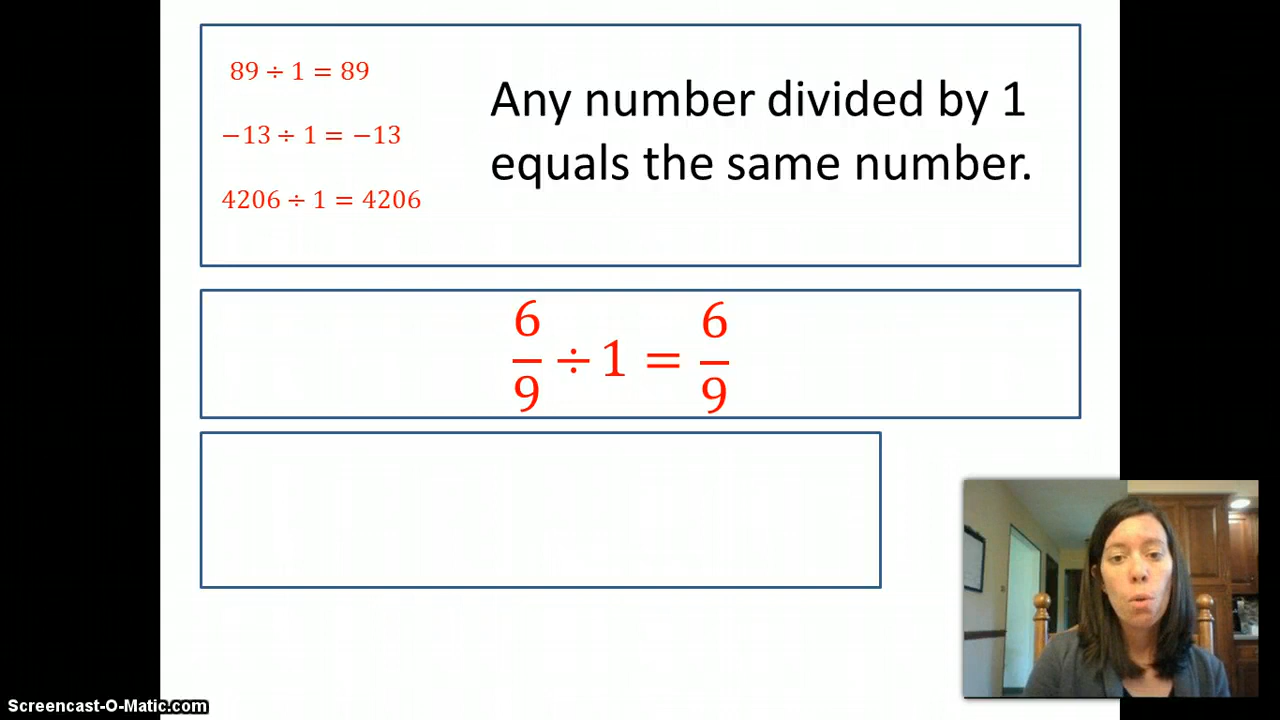 89 ÷ 1 = 89
−13 ÷ 1 = −13
4206 ÷ 1 = 4206
Any number divided by 1
equals the same number.
6/9 ÷ 1 = 6/9
Screencast-O-Matic.com